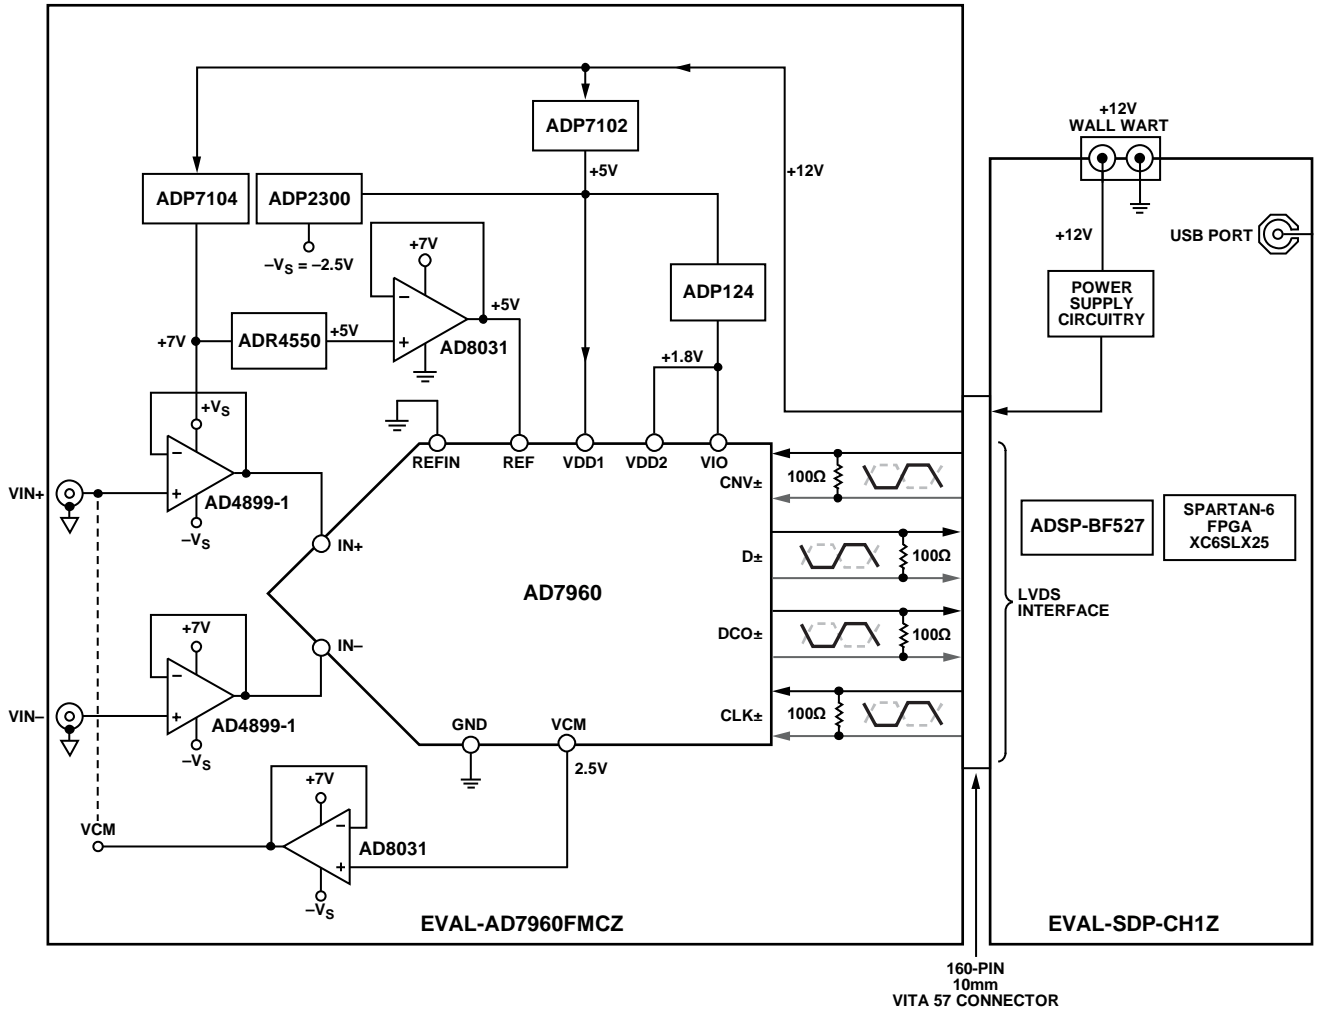 +12V
WALL WART
ADP7102
+5V
+12V
ADP7104
ADP2300
−VS = −2.5V
+7V
+12V
USB PORT
POWER
SUPPLY
CIRCUITRY
ADP124
+5V
+7V
ADR4550
+5V
AD8031
+1.8V
+VS
REFIN
REF
VDD1
VDD2
VIO
VIN+
AD4899-1
−VS
IN+
CNV±
100Ω
D±
100Ω
DCO±
100Ω
CLK±
100Ω
ADSP-BF527
SPARTAN-6
FPGA
XC6SLX25
LVDS
INTERFACE
AD7960
+7V
IN−
VIN−
AD4899-1
−VS
GND
VCM
2.5V
+7V
VCM
AD8031
−VS
EVAL-AD7960FMCZ
EVAL-SDP-CH1Z
160-PIN
10mm
VITA 57 CONNECTOR
−
+
−
+
−
+
−
+